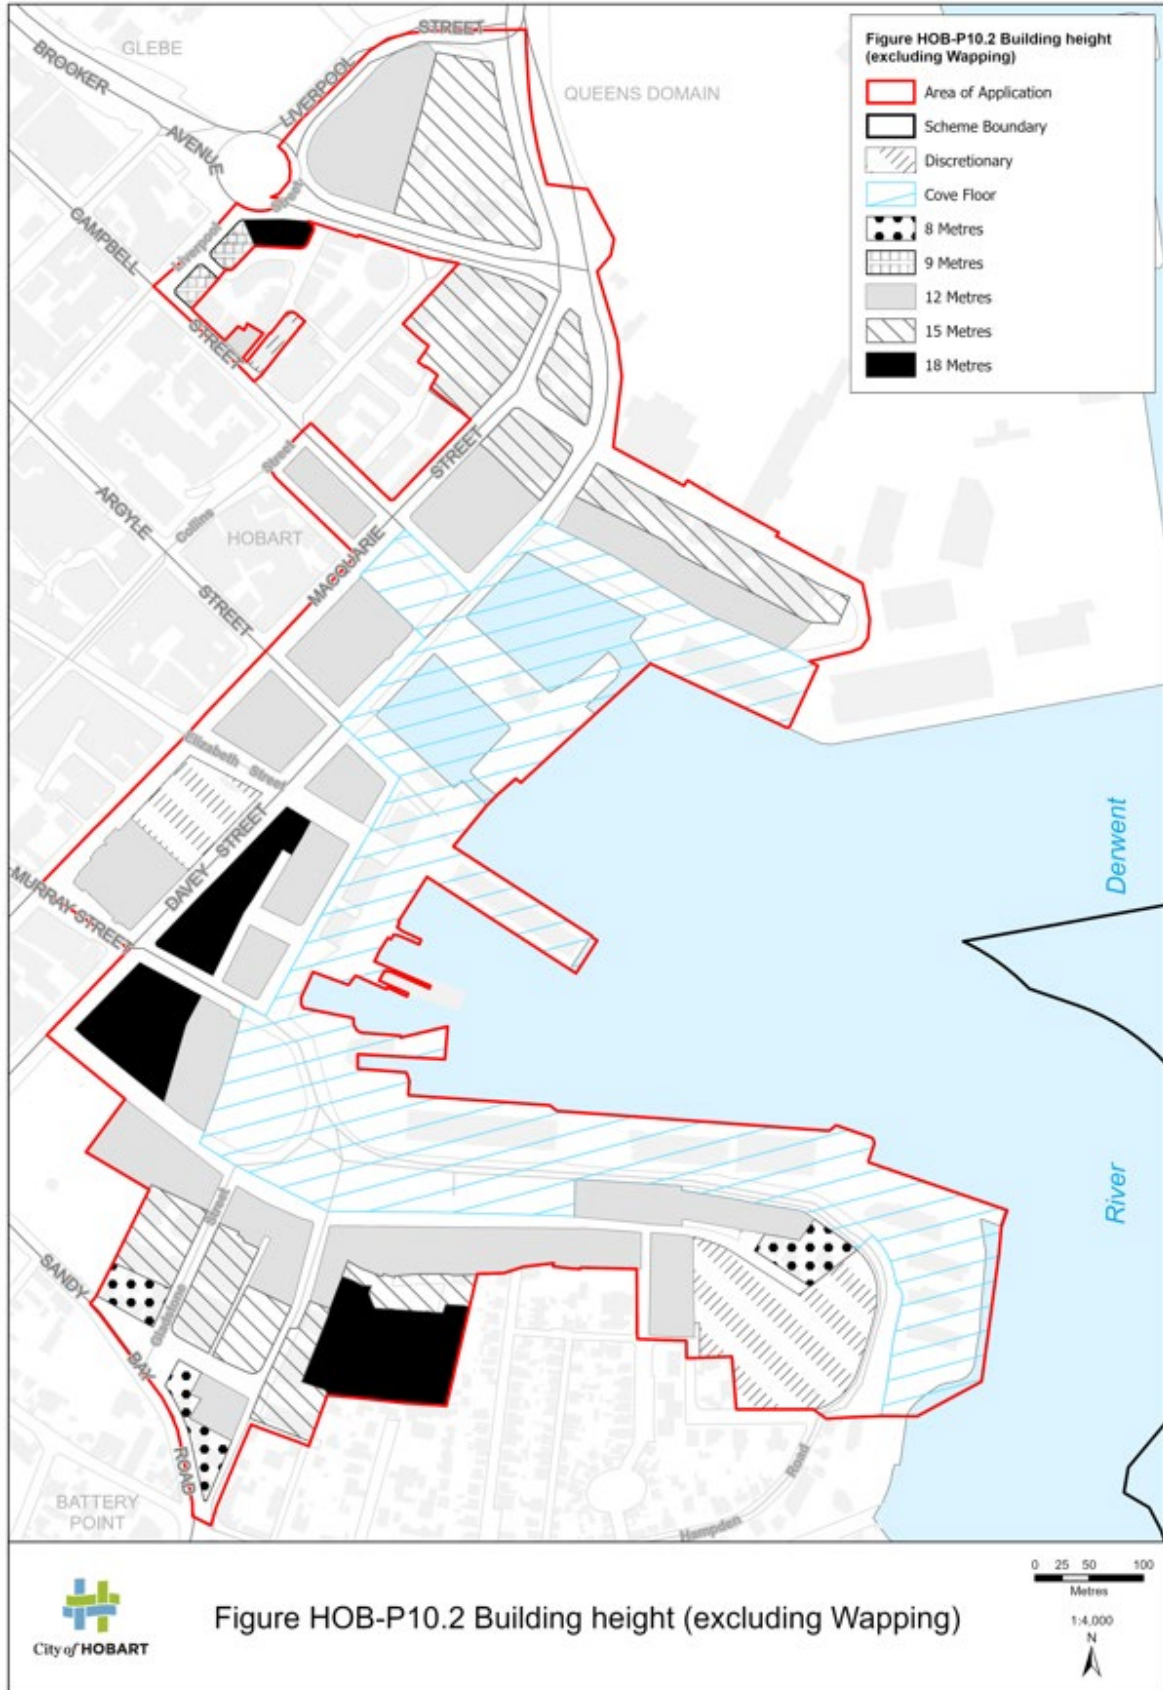 GLEBE
BROOKER
AVENUE
LIVERPOOL
STREET
QUEENS DOMAIN
Figure HOB-P10.2 Building height
(excluding Wapping)
Area of Application
Scheme Boundary
Discretionary
Cove Floor
8 Metres
9 Metres
12 Metres
15 Metres
18 Metres
Liverpool
Street
CAMPBELL
STREET
Collins
Street
HOBART
ARGYLE
STREET
MACQUARIE
STREET
Elizabeth Street
DAVEY STREET
MURRAY STREET
Derwent
River
Gladstone
Street
SANDY
BAY
ROAD
BATTERY
POINT
Hampden
Road
City of HOBART
Figure HOB-P10.2 Building height (excluding Wapping)
0 25 50 100
Metres
1:4,000
N